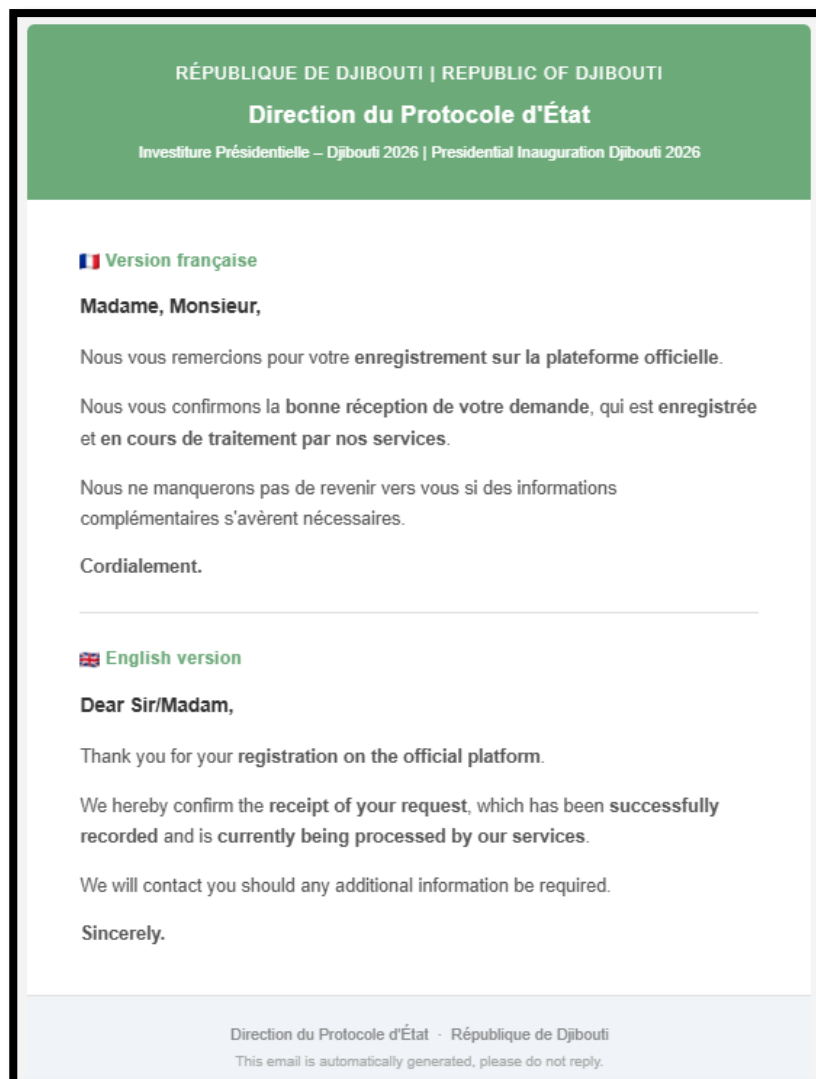 RÉPUBLIQUE DE DJIBOUTI | REPUBLIC OF DJIBOUTI
Direction du Protocole d'État
Investiture Présidentielle – Djibouti 2026 | Presidential Inauguration Djibouti 2026
Version française
Madame, Monsieur,
Nous vous remercions pour votre enregistrement sur la plateforme officielle.
Nous vous confirmons la bonne réception de votre demande, qui est enregistrée
et en cours de traitement par nos services.
Nous ne manquerons pas de revenir vers vous si des informations
complémentaires s'avèrent nécessaires.
Cordialement.
English version
Dear Sir/Madam,
Thank you for your registration on the official platform.
We hereby confirm the receipt of your request, which has been successfully
recorded and is currently being processed by our services.
We will contact you should any additional information be required.
Sincerely.
Direction du Protocole d'État · République de Djibouti
This email is automatically generated, please do not reply.